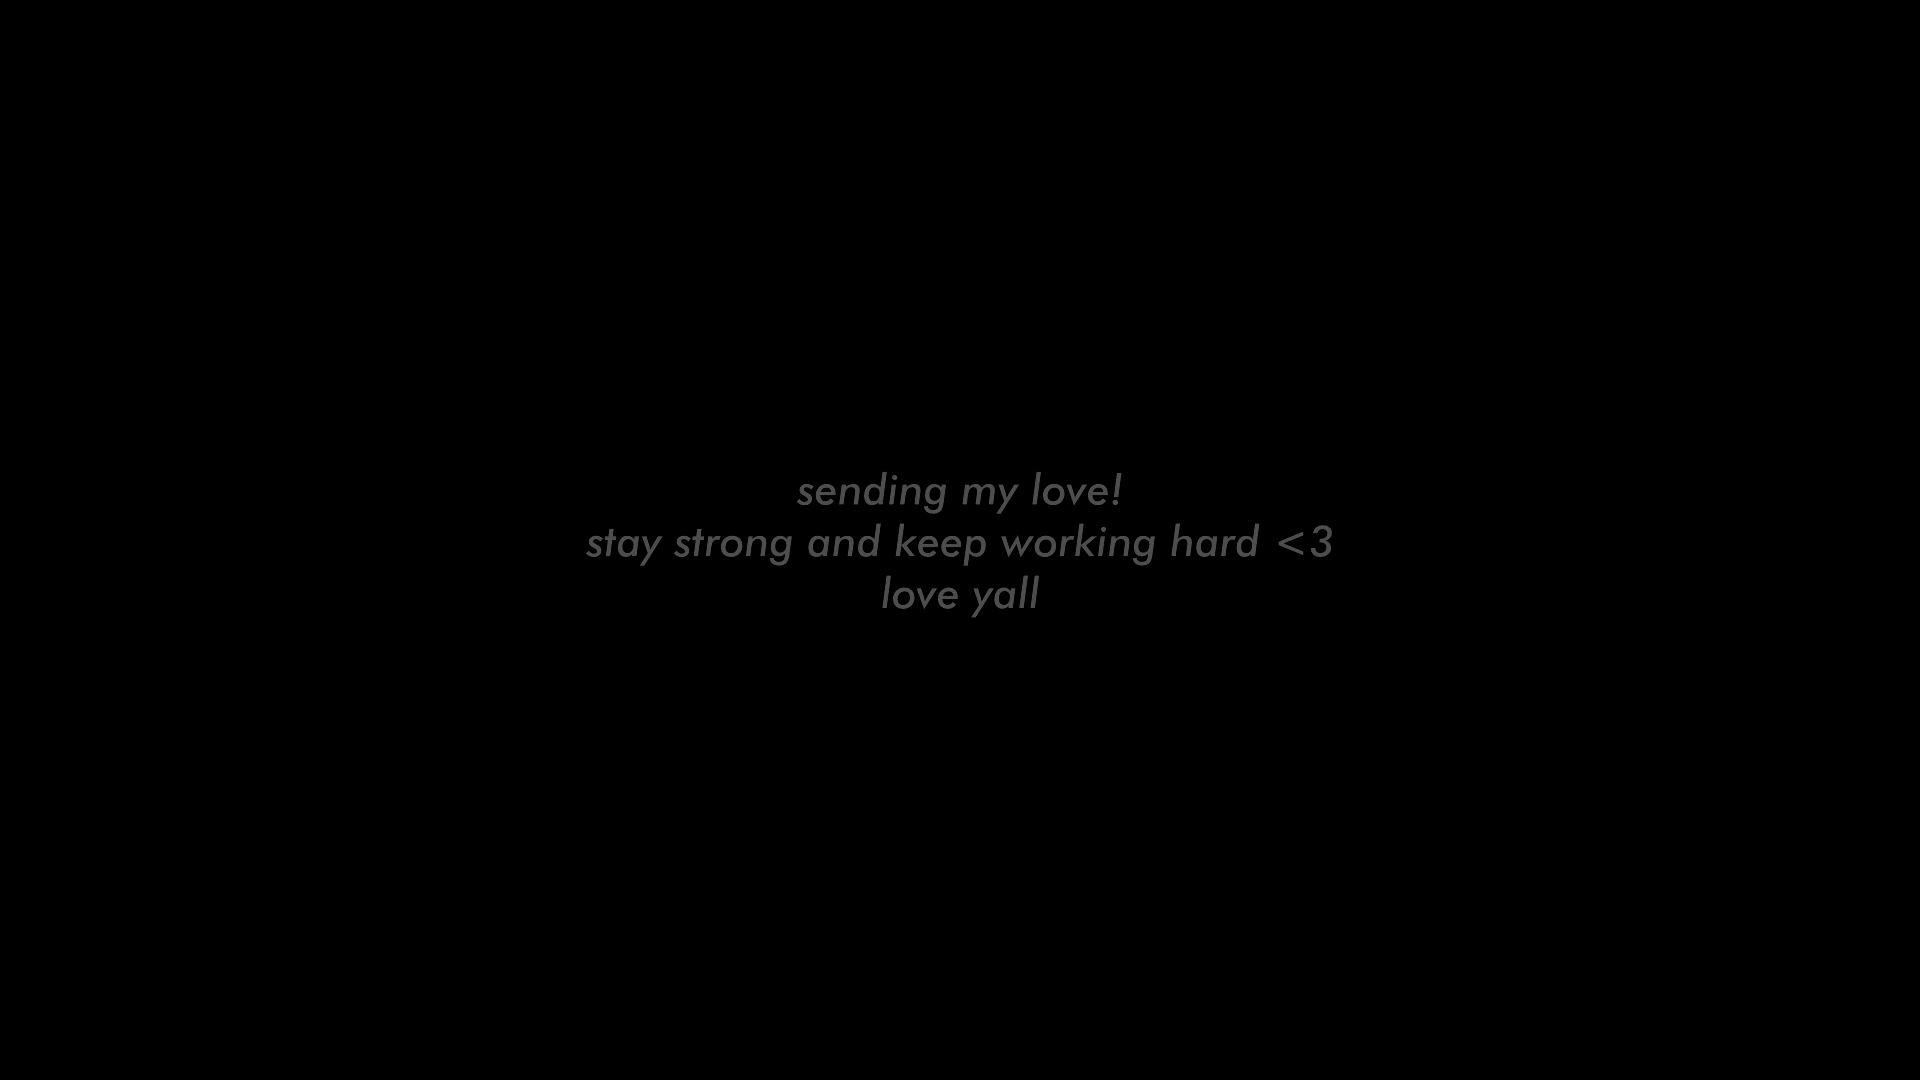 sending my love!
stay strong and keep working hard <3
love yall